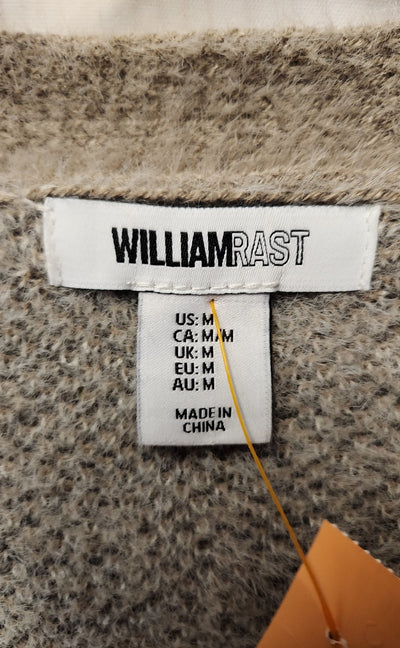 WILLIAMRAST
US: M
CA: M/M
UK: M
EU: M
AU: M
MADE IN
CHINA